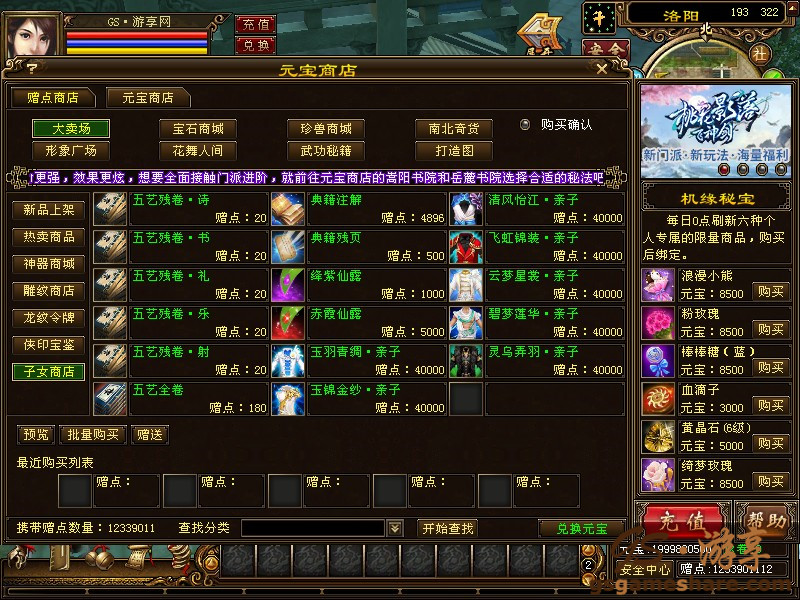 GS·游享网
充值
兑换
展开
洛阳 193 322
北
安全
社
元宝商店
赠点商店
元宝商店
大卖场
宝石商城
珍兽商城
南北奇货
购买确认
形象广场
花舞人间
武功秘籍
打造图
更强，效果更炫，想要全面接触门派进阶，就前往元宝商店的嵩阳书院和岳麓书院选择合适的秘法吧
新品上架
热卖商品
神器商城
雕纹商店
龙纹令牌
侠印宝鉴
子女商店
五艺残卷·诗
赠点：20
典籍注解
赠点：4896
清风怡江·亲子
赠点：40000
五艺残卷·书
赠点：20
典籍残页
赠点：500
飞虹锦装·亲子
赠点：40000
五艺残卷·礼
赠点：20
绛紫仙露
赠点：1000
云梦星裳·亲子
赠点：40000
五艺残卷·乐
赠点：20
赤霞仙露
赠点：5000
碧梦莲华·亲子
赠点：40000
五艺残卷·射
赠点：20
玉羽青绸·亲子
赠点：40000
灵乌弄羽·亲子
赠点：40000
五艺全卷
赠点：180
玉锦金纱·亲子
赠点：40000
预览
批量购买
赠送
最近购买列表
赠点：
赠点：
赠点：
赠点：
赠点：
携带赠点数量：12339011
查找分类
开始查找
兑换元宝
桃花影落
新门派·新玩法·海量福利
机缘秘宝
每日0点刷新六种个
人专属的限量商品，购买
后绑定。
浪漫小熊
元宝：8500 购买
粉玫瑰
元宝：8500 购买
棒棒糖（蓝）
元宝：8500 购买
血滴子
元宝：3000 购买
黄晶石(6级)
元宝：5000 购买
绮梦玫瑰
元宝：8500 购买
充值
帮助
安全中心
2
游享
gsgameshare.com